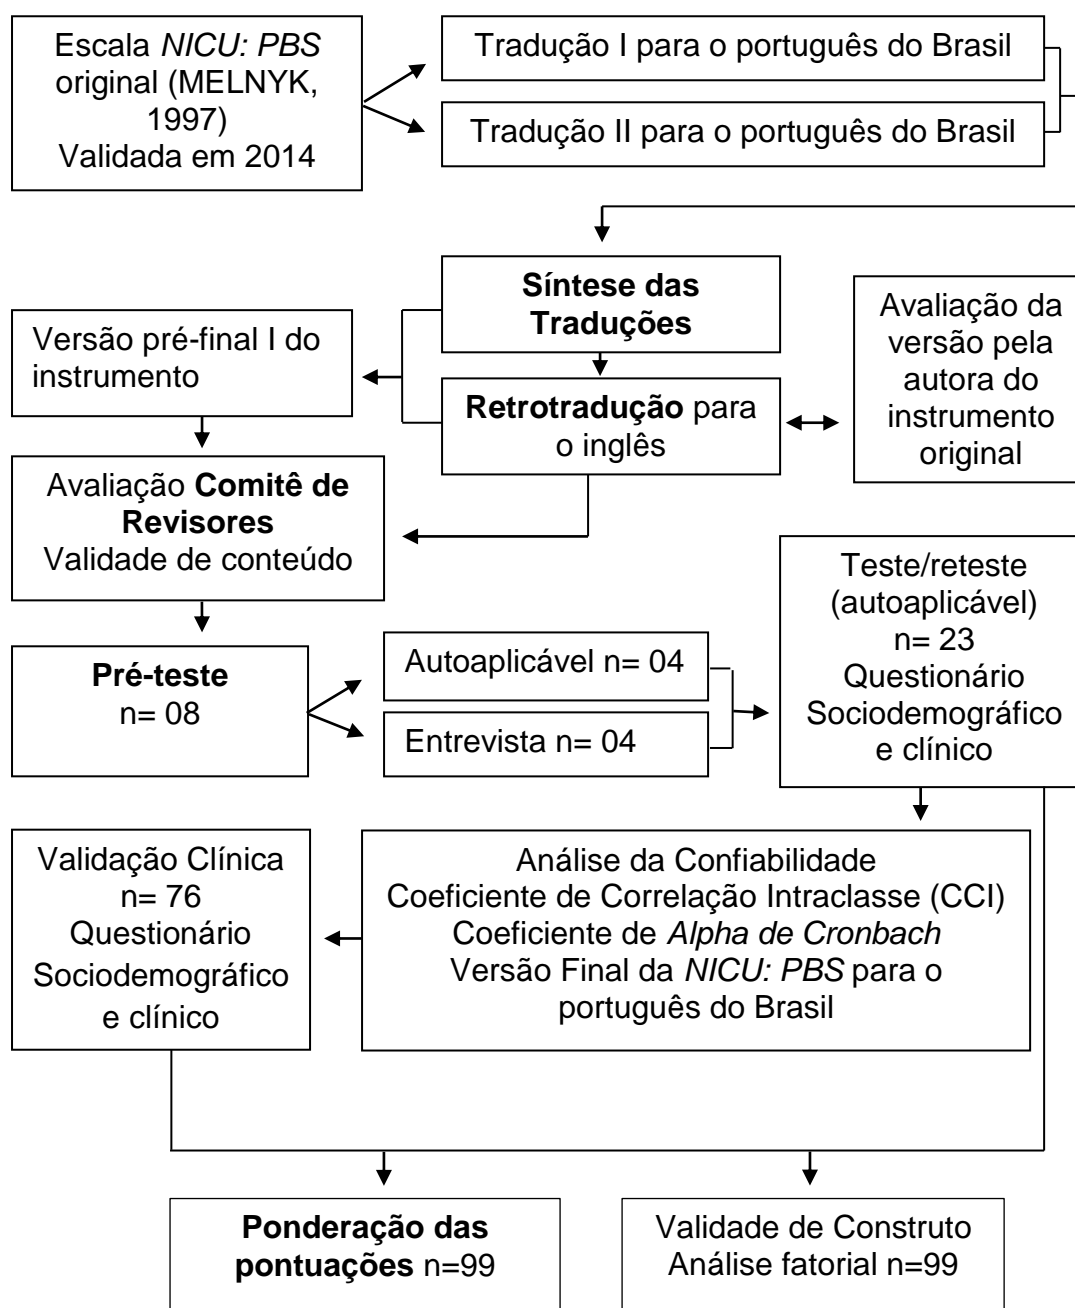 Escala NICU: PBS
original (MELNYK,
1997)
Validada em 2014
Tradução I para o português do Brasil
Tradução II para o português do Brasil
Síntese das
Traduções
Avaliação da
versão pela
autora do
instrumento
original
Versão pré-final I do
instrumento
Retrotradução para
o inglês
Avaliação Comitê de
Revisores
Validade de conteúdo
Teste/reteste
(autoaplicável)
n= 23
Questionário
Sociodemográfico
e clínico
Pré-teste
n= 08
Autoaplicável n= 04
Entrevista n= 04
Validação Clínica
n= 76
Questionário
Sociodemográfico
e clínico
Análise da Confiabilidade
Coeficiente de Correlação Intraclasse (CCI)
Coeficiente de Alpha de Cronbach
Versão Final da NICU: PBS para o
português do Brasil
Ponderação das
pontuações n=99
Validade de Construto
Análise fatorial n=99